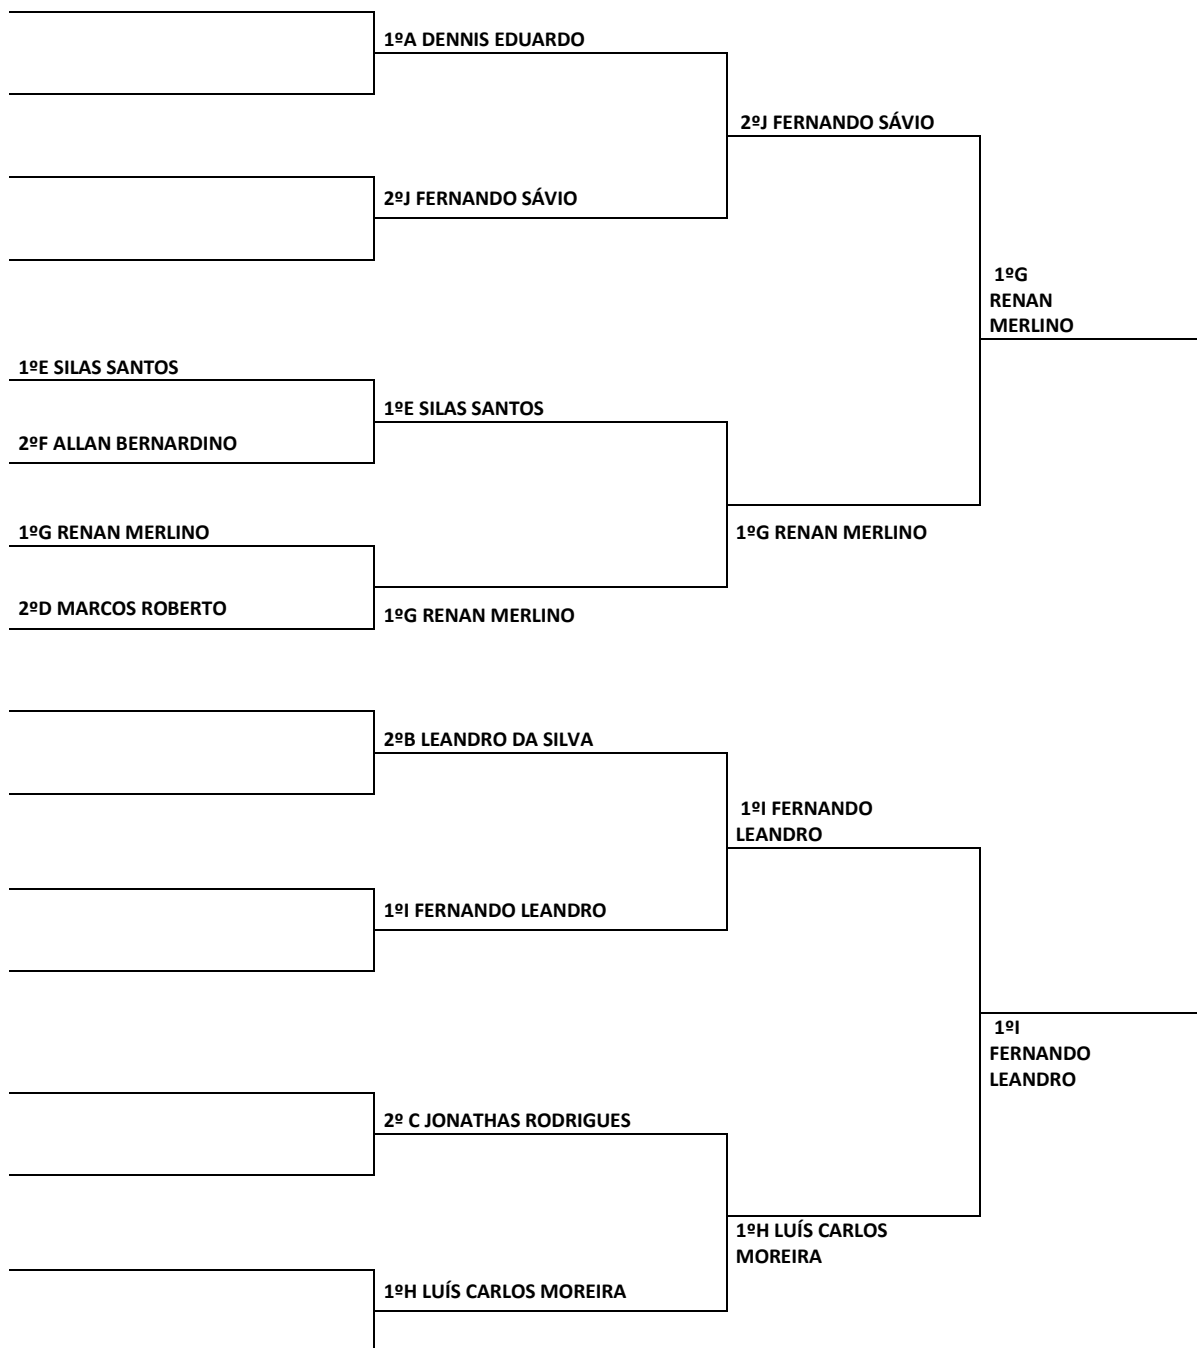 1ºA DENNIS EDUARDO
2ºJ FERNANDO SÁVIO
2ºJ FERNANDO SÁVIO
1ºG
RENAN
MERLINO
1ºE SILAS SANTOS
1ºE SILAS SANTOS
2ºF ALLAN BERNARDINO
1ºG RENAN MERLINO
1ºG RENAN MERLINO
2ºD MARCOS ROBERTO
1ºG RENAN MERLINO
2ºB LEANDRO DA SILVA
1ºI FERNANDO
LEANDRO
1ºI FERNANDO LEANDRO
1ºI
FERNANDO
LEANDRO
2º C JONATHAS RODRIGUES
1ºH LUÍS CARLOS
MOREIRA
1ºH LUÍS CARLOS MOREIRA